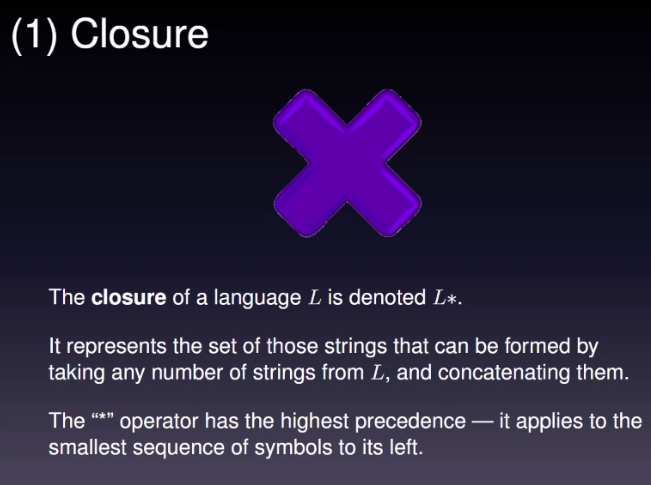 (1) Closure
The closure of a language L is denoted L∗.
It represents the set of those strings that can be formed by
taking any number of strings from L, and concatenating them.
The “*” operator has the highest precedence — it applies to the
smallest sequence of symbols to its left.